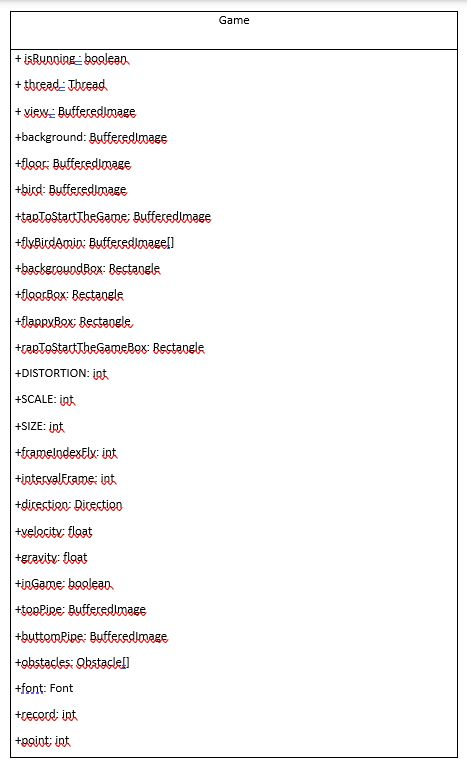 Game
+ isRunning : boolean
+ thread : Thread
+ view : BufferedImage
+background: BufferedImage
+floor: BufferedImage
+bird: BufferedImage
+tapToStartTheGame: BufferedImage
+flyBirdAmin: BufferedImage[]
+backgroundBox: Rectangle
+floorBox: Rectangle
+flappyBox: Rectangle
+rapToStartTheGameBox: Rectangle
+DISTORTION: int
+SCALE: int
+SIZE: int
+frameIndexFly: int
+intervalFrame: int
+direction: Direction
+velocity: float
+gravity: float
+inGame: boolean
+topPipe: BufferedImage
+buttomPipe: BufferedImage
+obstacles: Obstacle[]
+font: Font
+record: int
+point: int